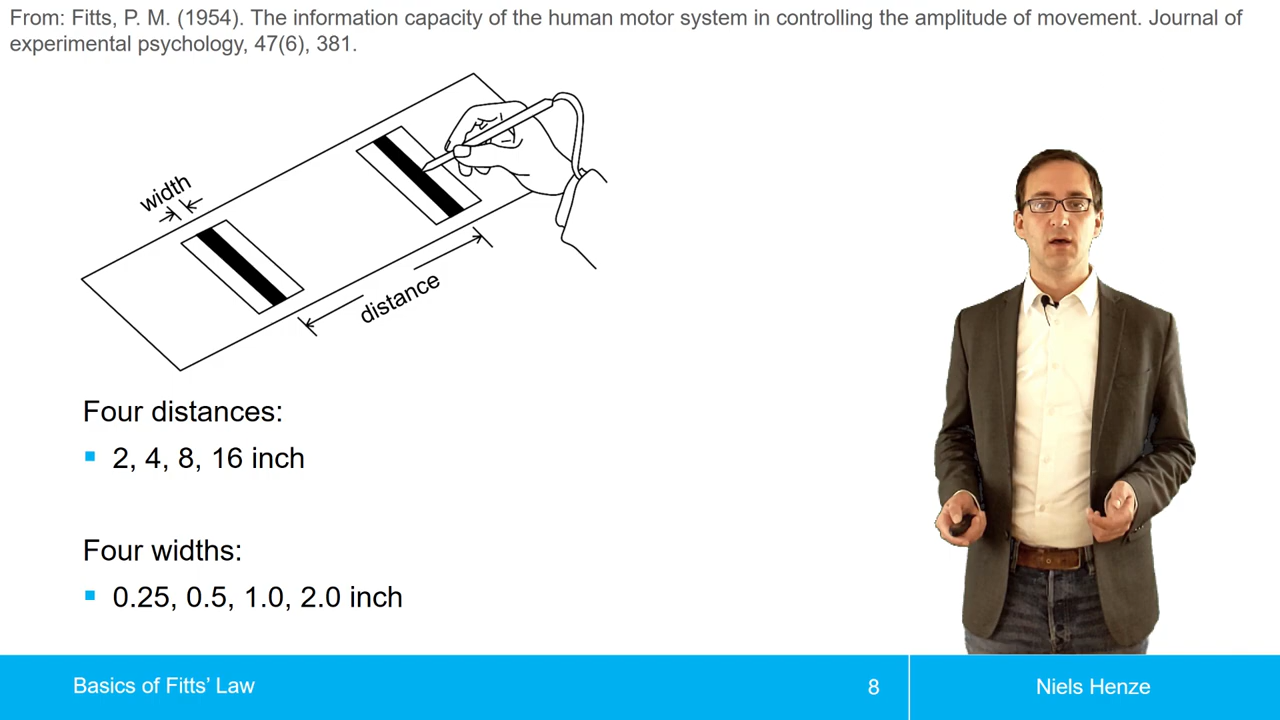 From: Fitts, P. M. (1954). The information capacity of the human motor system in controlling the amplitude of movement. Journal of
experimental psychology, 47(6), 381.
width
distance
Four distances:
▪ 2, 4, 8, 16 inch
Four widths:
▪ 0.25, 0.5, 1.0, 2.0 inch
Basics of Fitts’ Law
8
Niels Henze